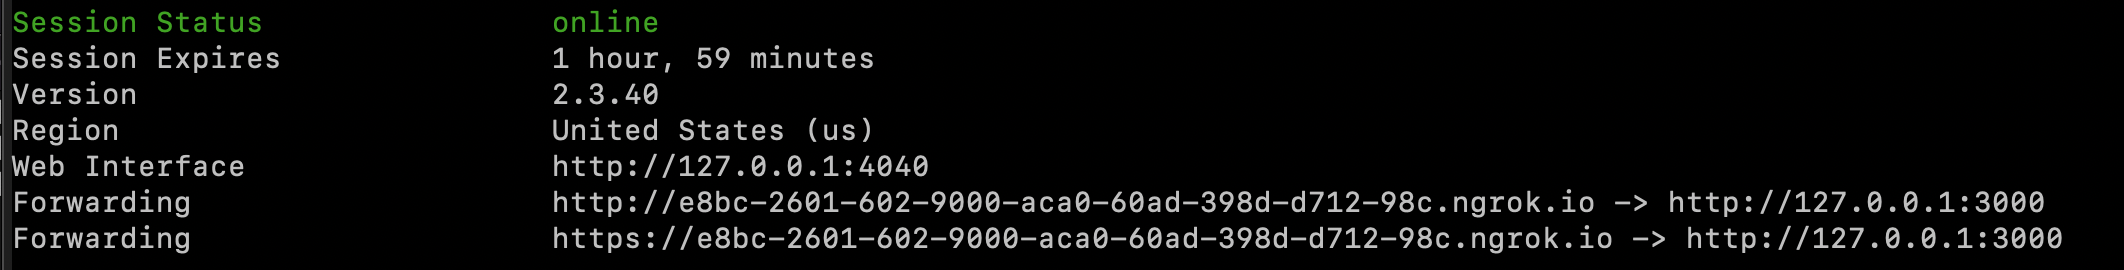 Session Status online
Session Expires 1 hour, 59 minutes
Version 2.3.40
Region United States (us)
Web Interface http://127.0.0.1:4040
Forwarding http://e8bc-2601-602-9000-aca0-60ad-398d-d712-98c.ngrok.io -> http://127.0.0.1:3000
Forwarding https://e8bc-2601-602-9000-aca0-60ad-398d-d712-98c.ngrok.io -> http://127.0.0.1:3000